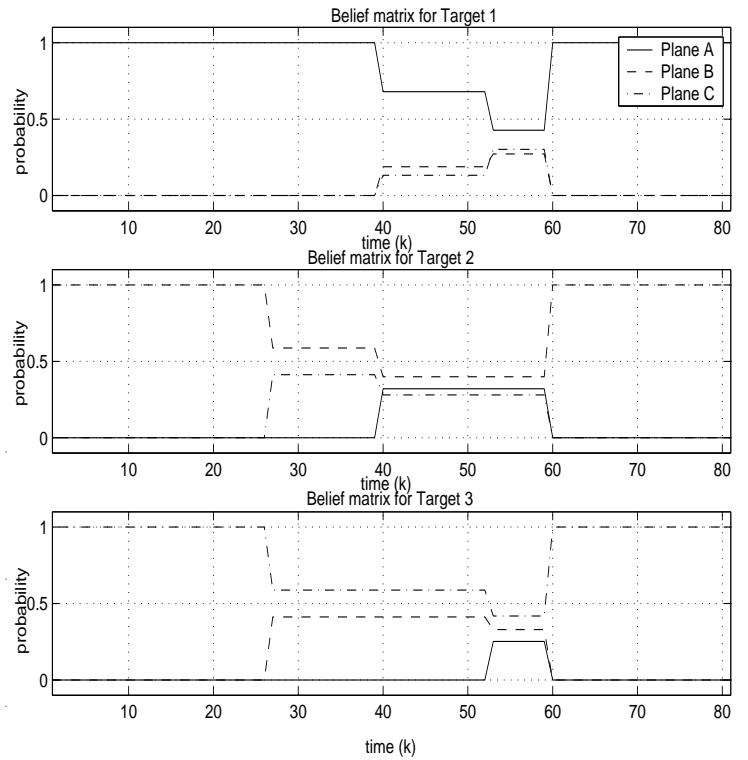 Belief matrix for Target 1
1
0.5
0
probability
Plane A
Plane B
Plane C
10 20 30 40 50 60 70 80
time (k)
Belief matrix for Target 2
1
0.5
0
probability
10 20 30 40 50 60 70 80
time (k)
Belief matrix for Target 3
1
0.5
0
probability
10 20 30 40 50 60 70 80
time (k)